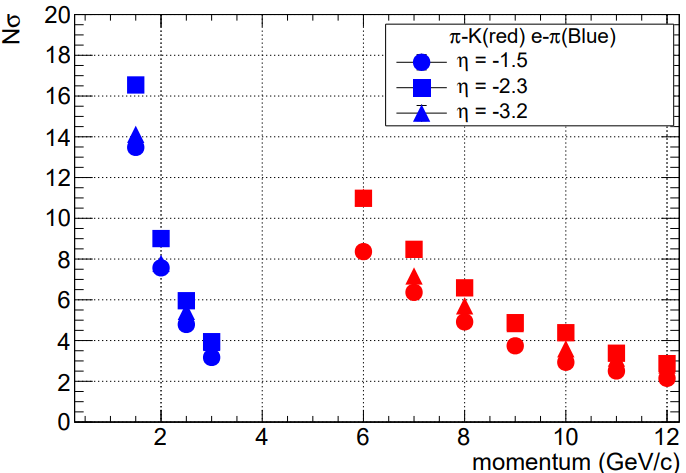 Nσ
20
18
16
14
12
10
8
6
4
2
0
π-K(red) e-π(Blue)
η = -1.5
η = -2.3
η = -3.2
2 4 6 8 10 12
momentum (GeV/c)